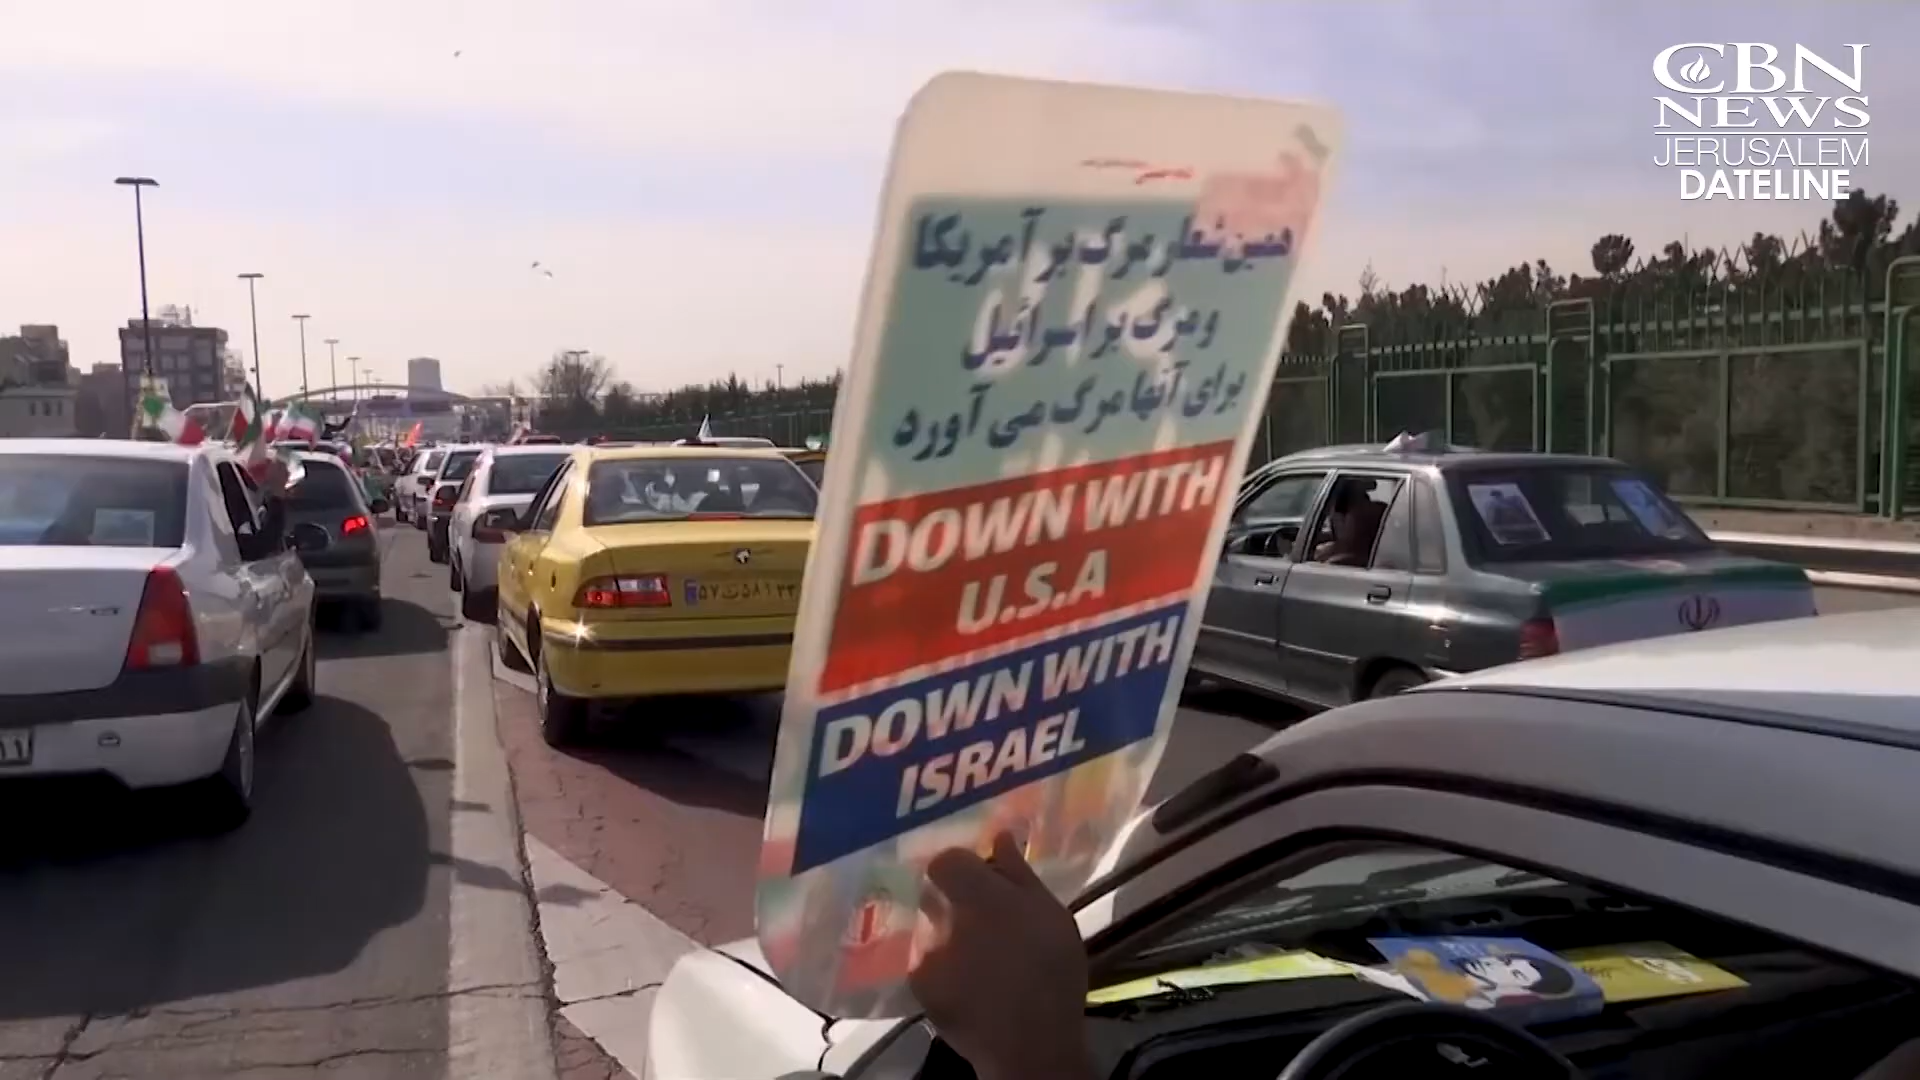 CBN
NEWS
JERUSALEM
DATELINE
همین شعار مرگ بر آمریکا
و مرگ بر اسرائیل
برای آنها مرگ می آورد
DOWN WITH
U.S.A
DOWN WITH
ISRAEL